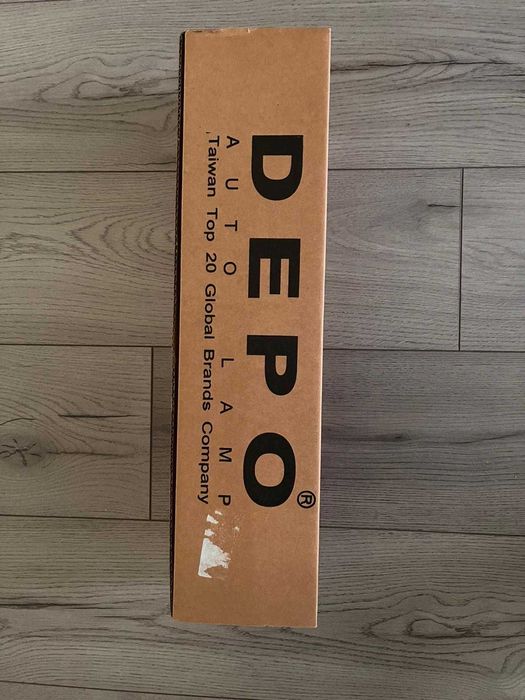 DEPO®
AUTO LAMP
,Taiwan Top 20 Global Brands Company